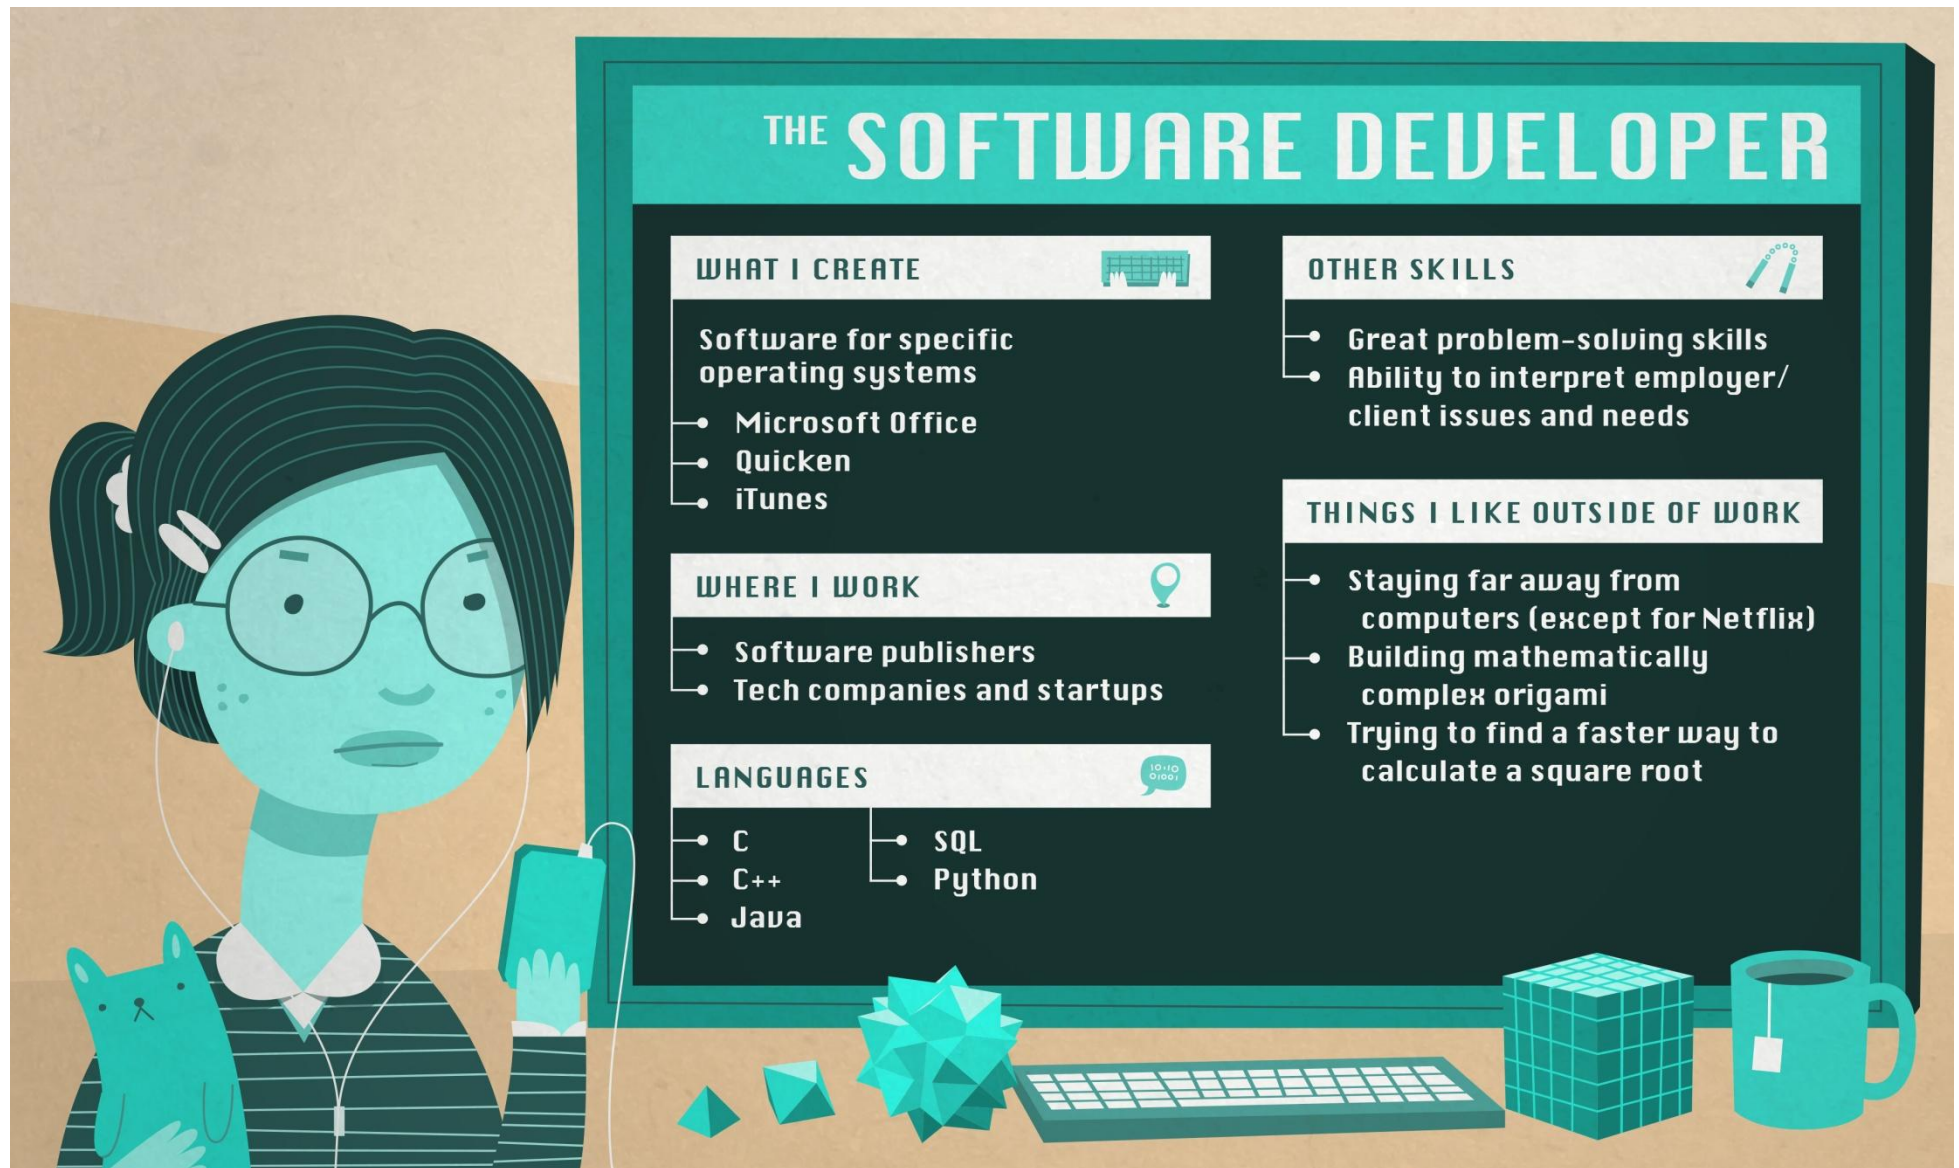 THE SOFTWARE DEVELOPER
WHAT I CREATE
Software for specific
operating systems
Microsoft Office
Quicken
iTunes
WHERE I WORK
Software publishers
Tech companies and startups
LANGUAGES
10·10
01001
C
C++
Java
SQL
Python
OTHER SKILLS
Great problem-solving skills
Ability to interpret employer/
client issues and needs
THINGS I LIKE OUTSIDE OF WORK
Staying far away from
computers (except for Netflix)
Building mathematically
complex origami
Trying to find a faster way to
calculate a square root